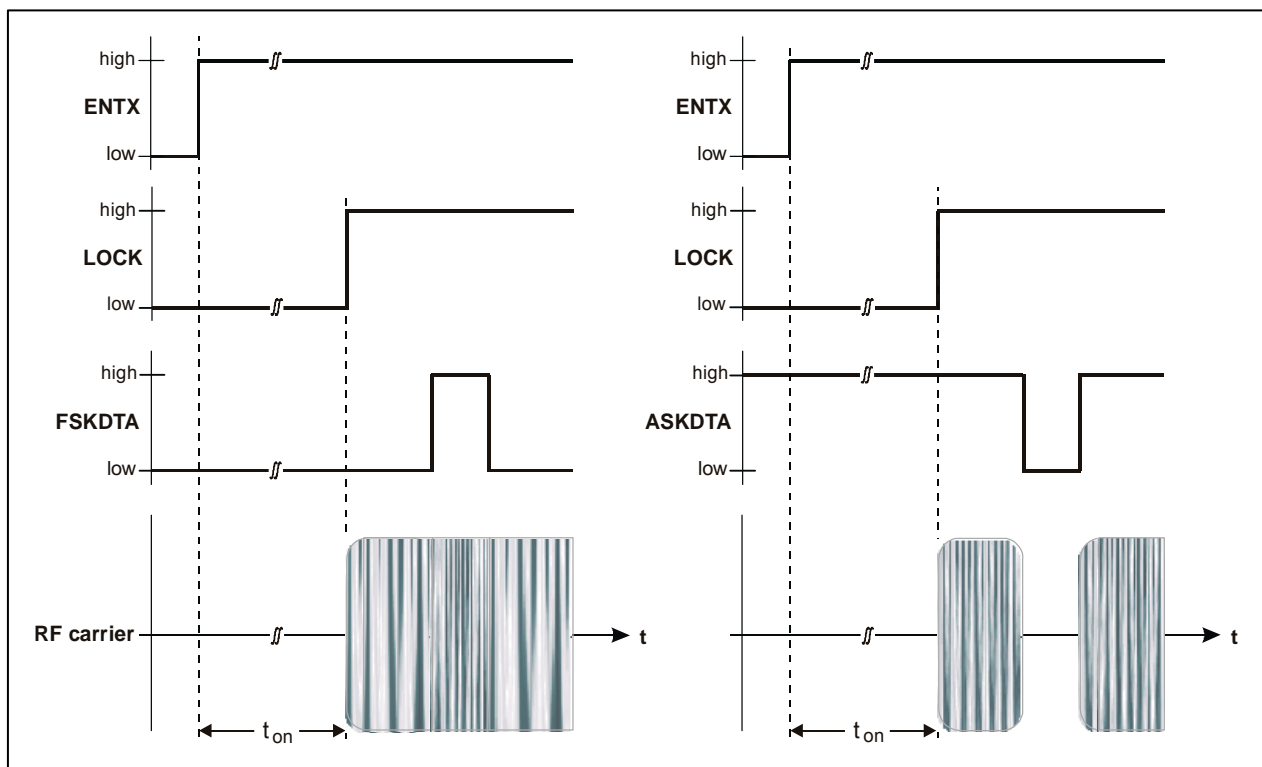 high
ENTX
low
high
LOCK
low
high
FSKDTA
low
RF carrier
t
t on
high
ENTX
low
high
LOCK
low
high
ASKDTA
low
t
t on